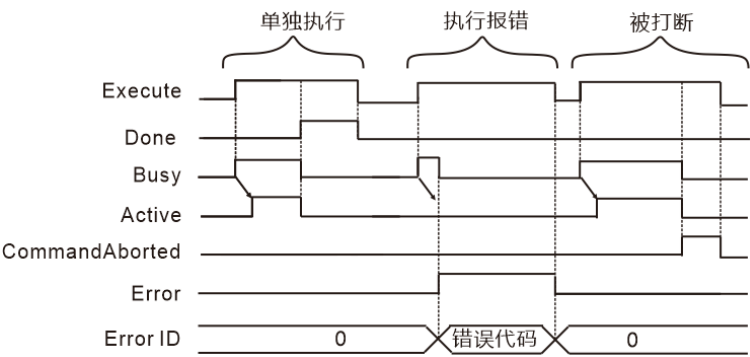 单独执行 执行报错 被打断
Execute
Done
Busy
Active
CommandAborted
Error
Error ID 0 错误代码 0